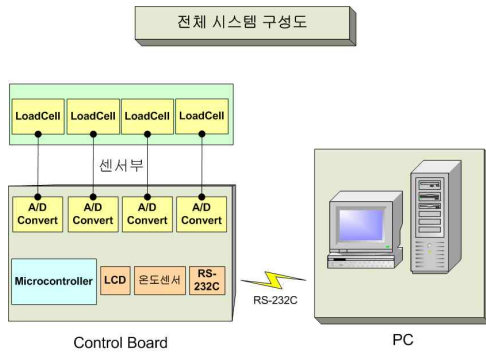 전체 시스템 구성도
LoadCell LoadCell LoadCell LoadCell
센서부
A/D Convert A/D Convert A/D Convert A/D Convert
Microcontroller LCD 온도센서 RS-232C
RS-232C
Control Board
PC